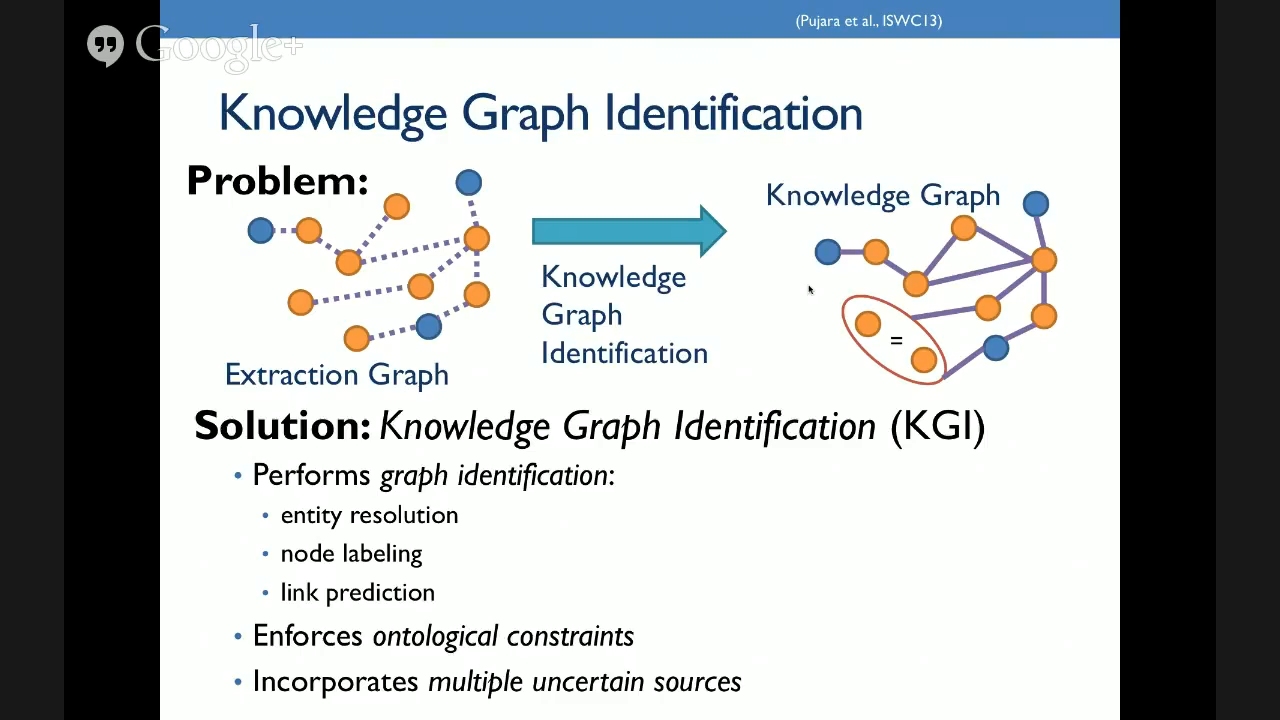 (Pujara et al., ISWC13)
Google+
Knowledge Graph Identification
Problem:
Knowledge Graph
Knowledge
Graph
Identification
=
Extraction Graph
Solution: Knowledge Graph Identification (KGI)
• Performs graph identification:
• entity resolution
• node labeling
• link prediction
• Enforces ontological constraints
• Incorporates multiple uncertain sources